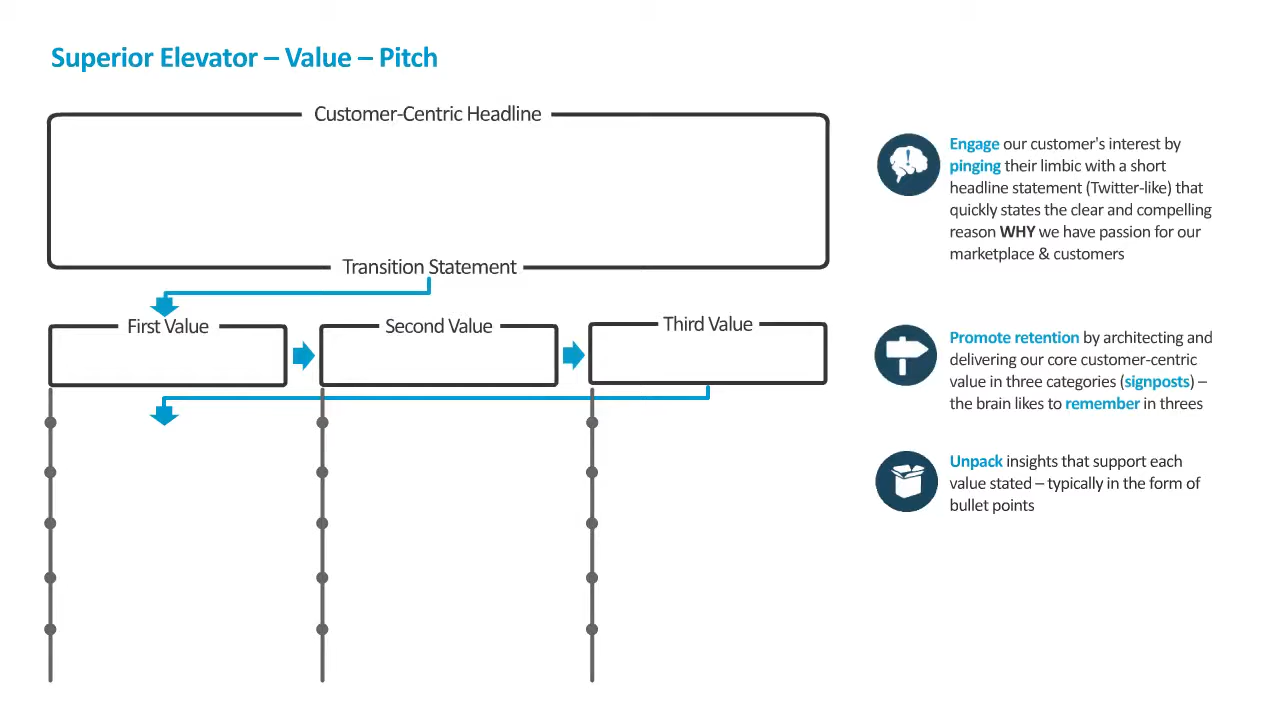 Superior Elevator – Value – Pitch
Customer-Centric Headline
Engage our customer's interest by
pinging their limbic with a short
headline statement (Twitter-like) that
quickly states the clear and compelling
reason WHY we have passion for our
marketplace & customers
Transition Statement
First Value
Second Value
Third Value
Promote retention by architecting and
delivering our core customer-centric
value in three categories (signposts) –
the brain likes to remember in threes
Unpack insights that support each
value stated – typically in the form of
bullet points